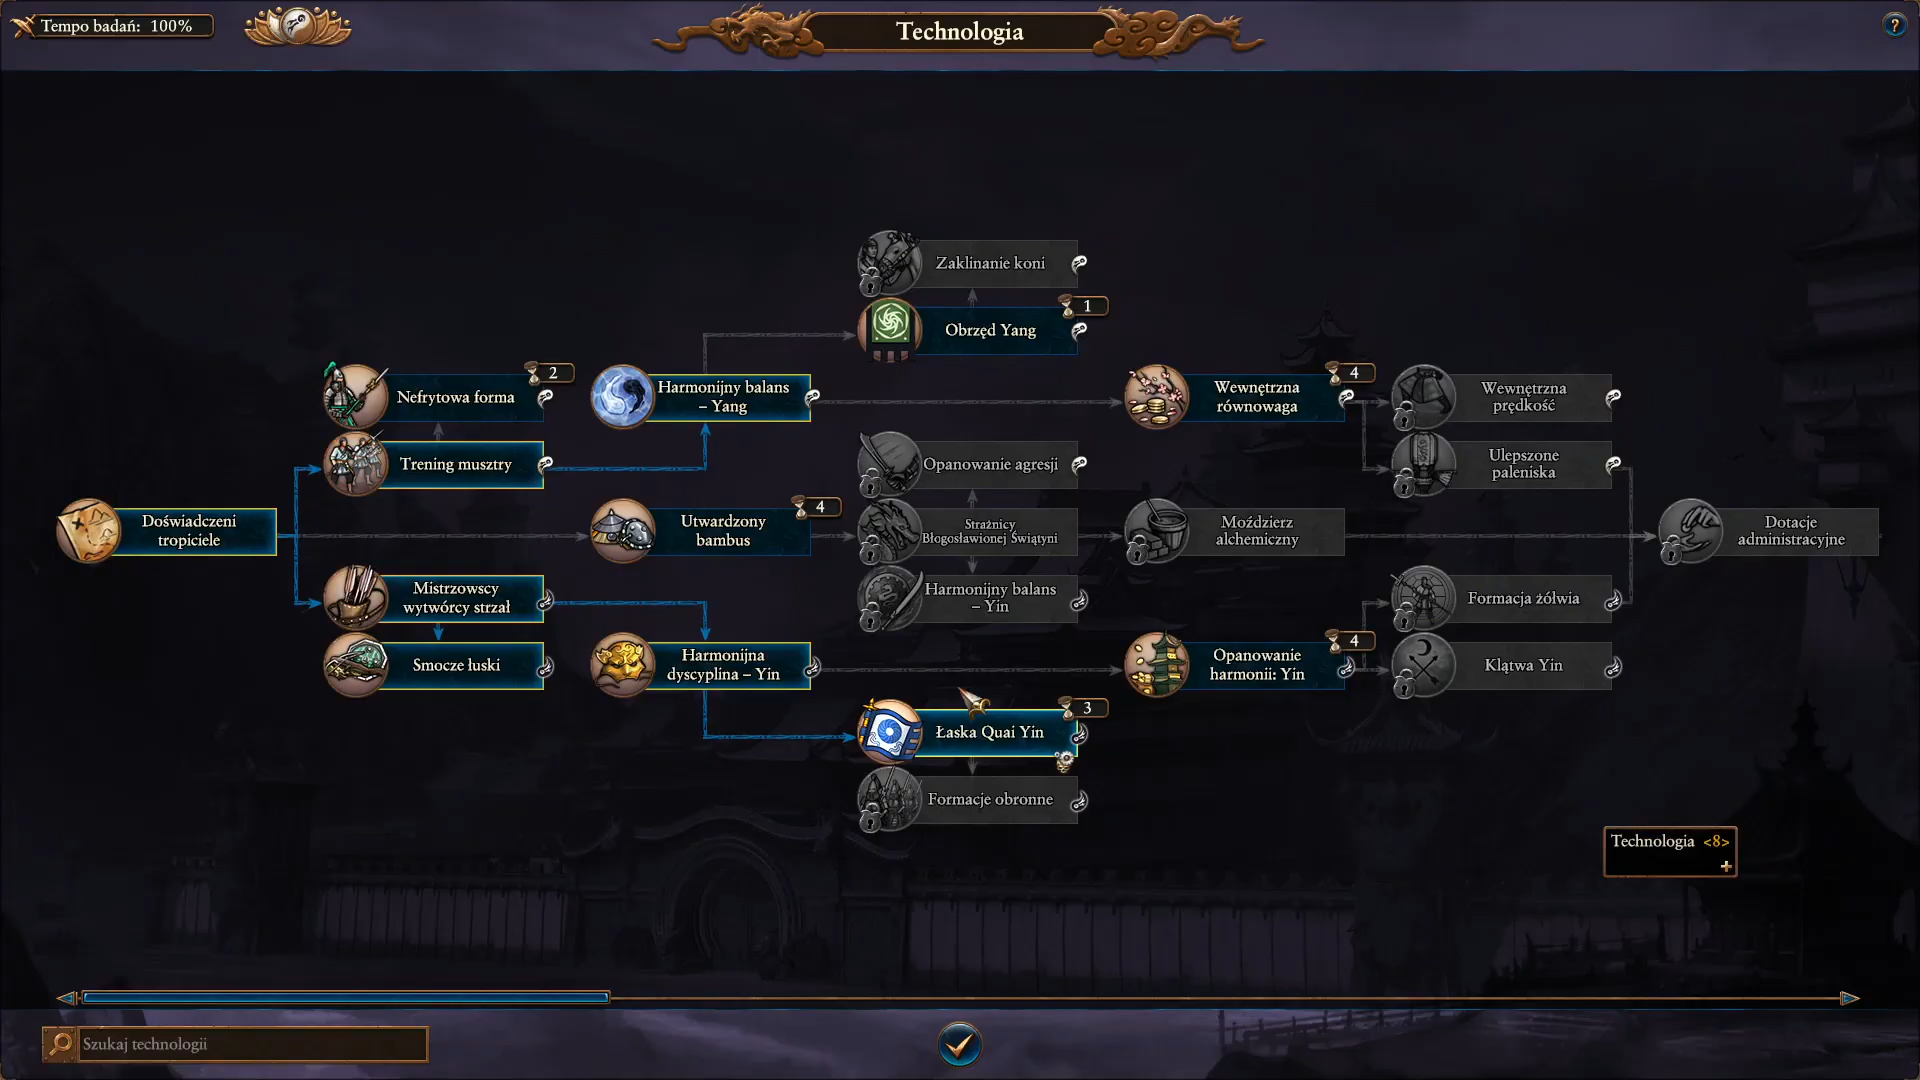 Tempo badań: 100%
Technologia
?
Zaklinanie koni
1
Obrzęd Yang
2
Nefrytowa forma
Harmonijny balans
– Yang
4
Wewnętrzna
równowaga
Wewnętrzna
prędkość
Trening musztry
Opanowanie agresji
Ulepszone
paleniska
Doświadczeni
tropiciele
4
Utwardzony
bambus
Strażnicy
Błogosławionej Świątyni
Moździerz
alchemiczny
Dotacje
administracyjne
Mistrzowscy
wytwórcy strzał
Harmonijny balans
– Yin
Formacja żółwia
Smocze łuski
Harmonijna
dyscyplina – Yin
4
Opanowanie
harmonii: Yin
Klątwa Yin
3
Łaska Quai Yin
Formacje obronne
Technologia <8>
+
Szukaj technologii